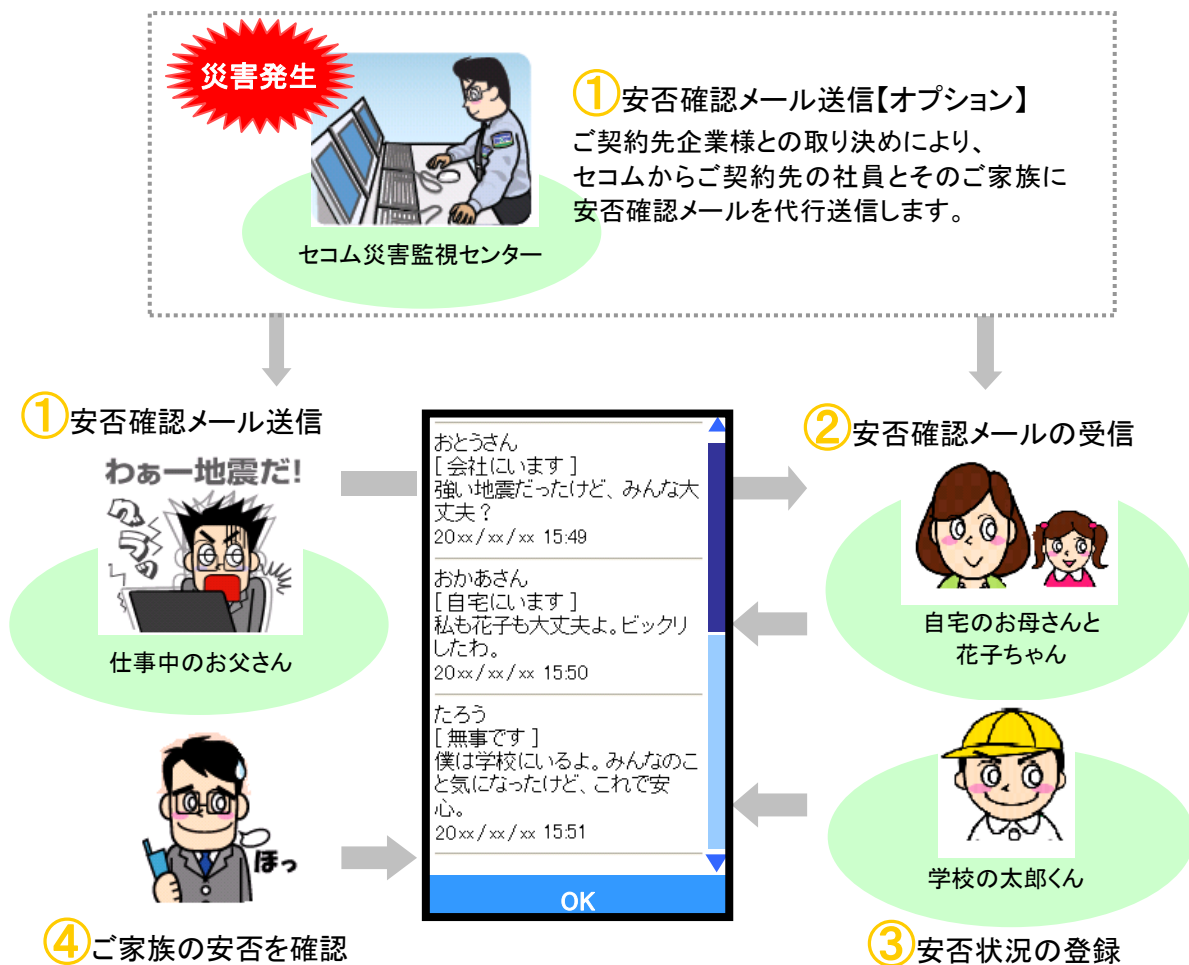 災害発生
①安否確認メール送信【オプション】
ご契約先企業様との取り決めにより、
セコムからご契約先の社員とそのご家族に
安否確認メールを代行送信します。
セコム災害監視センター
①安否確認メール送信
わぁー地震だ!
仕事中のお父さん
おとうさん
[ 会社にいます ]
強い地震だったけど、みんな大
丈夫?
20xx/xx/xx 15:49
おかあさん
[ 自宅にいます ]
私も花子も大丈夫よ。ビックリ
したわ。
20xx/xx/xx 15:50
たろう
[ 無事です ]
僕は学校にいるよ。みんなのこ
と気になったけど、これで安
心。
20xx/xx/xx 15:51
OK
②安否確認メールの受信
自宅のお母さんと
花子ちゃん
学校の太郎くん
③安否状況の登録
ほっ
④ご家族の安否を確認